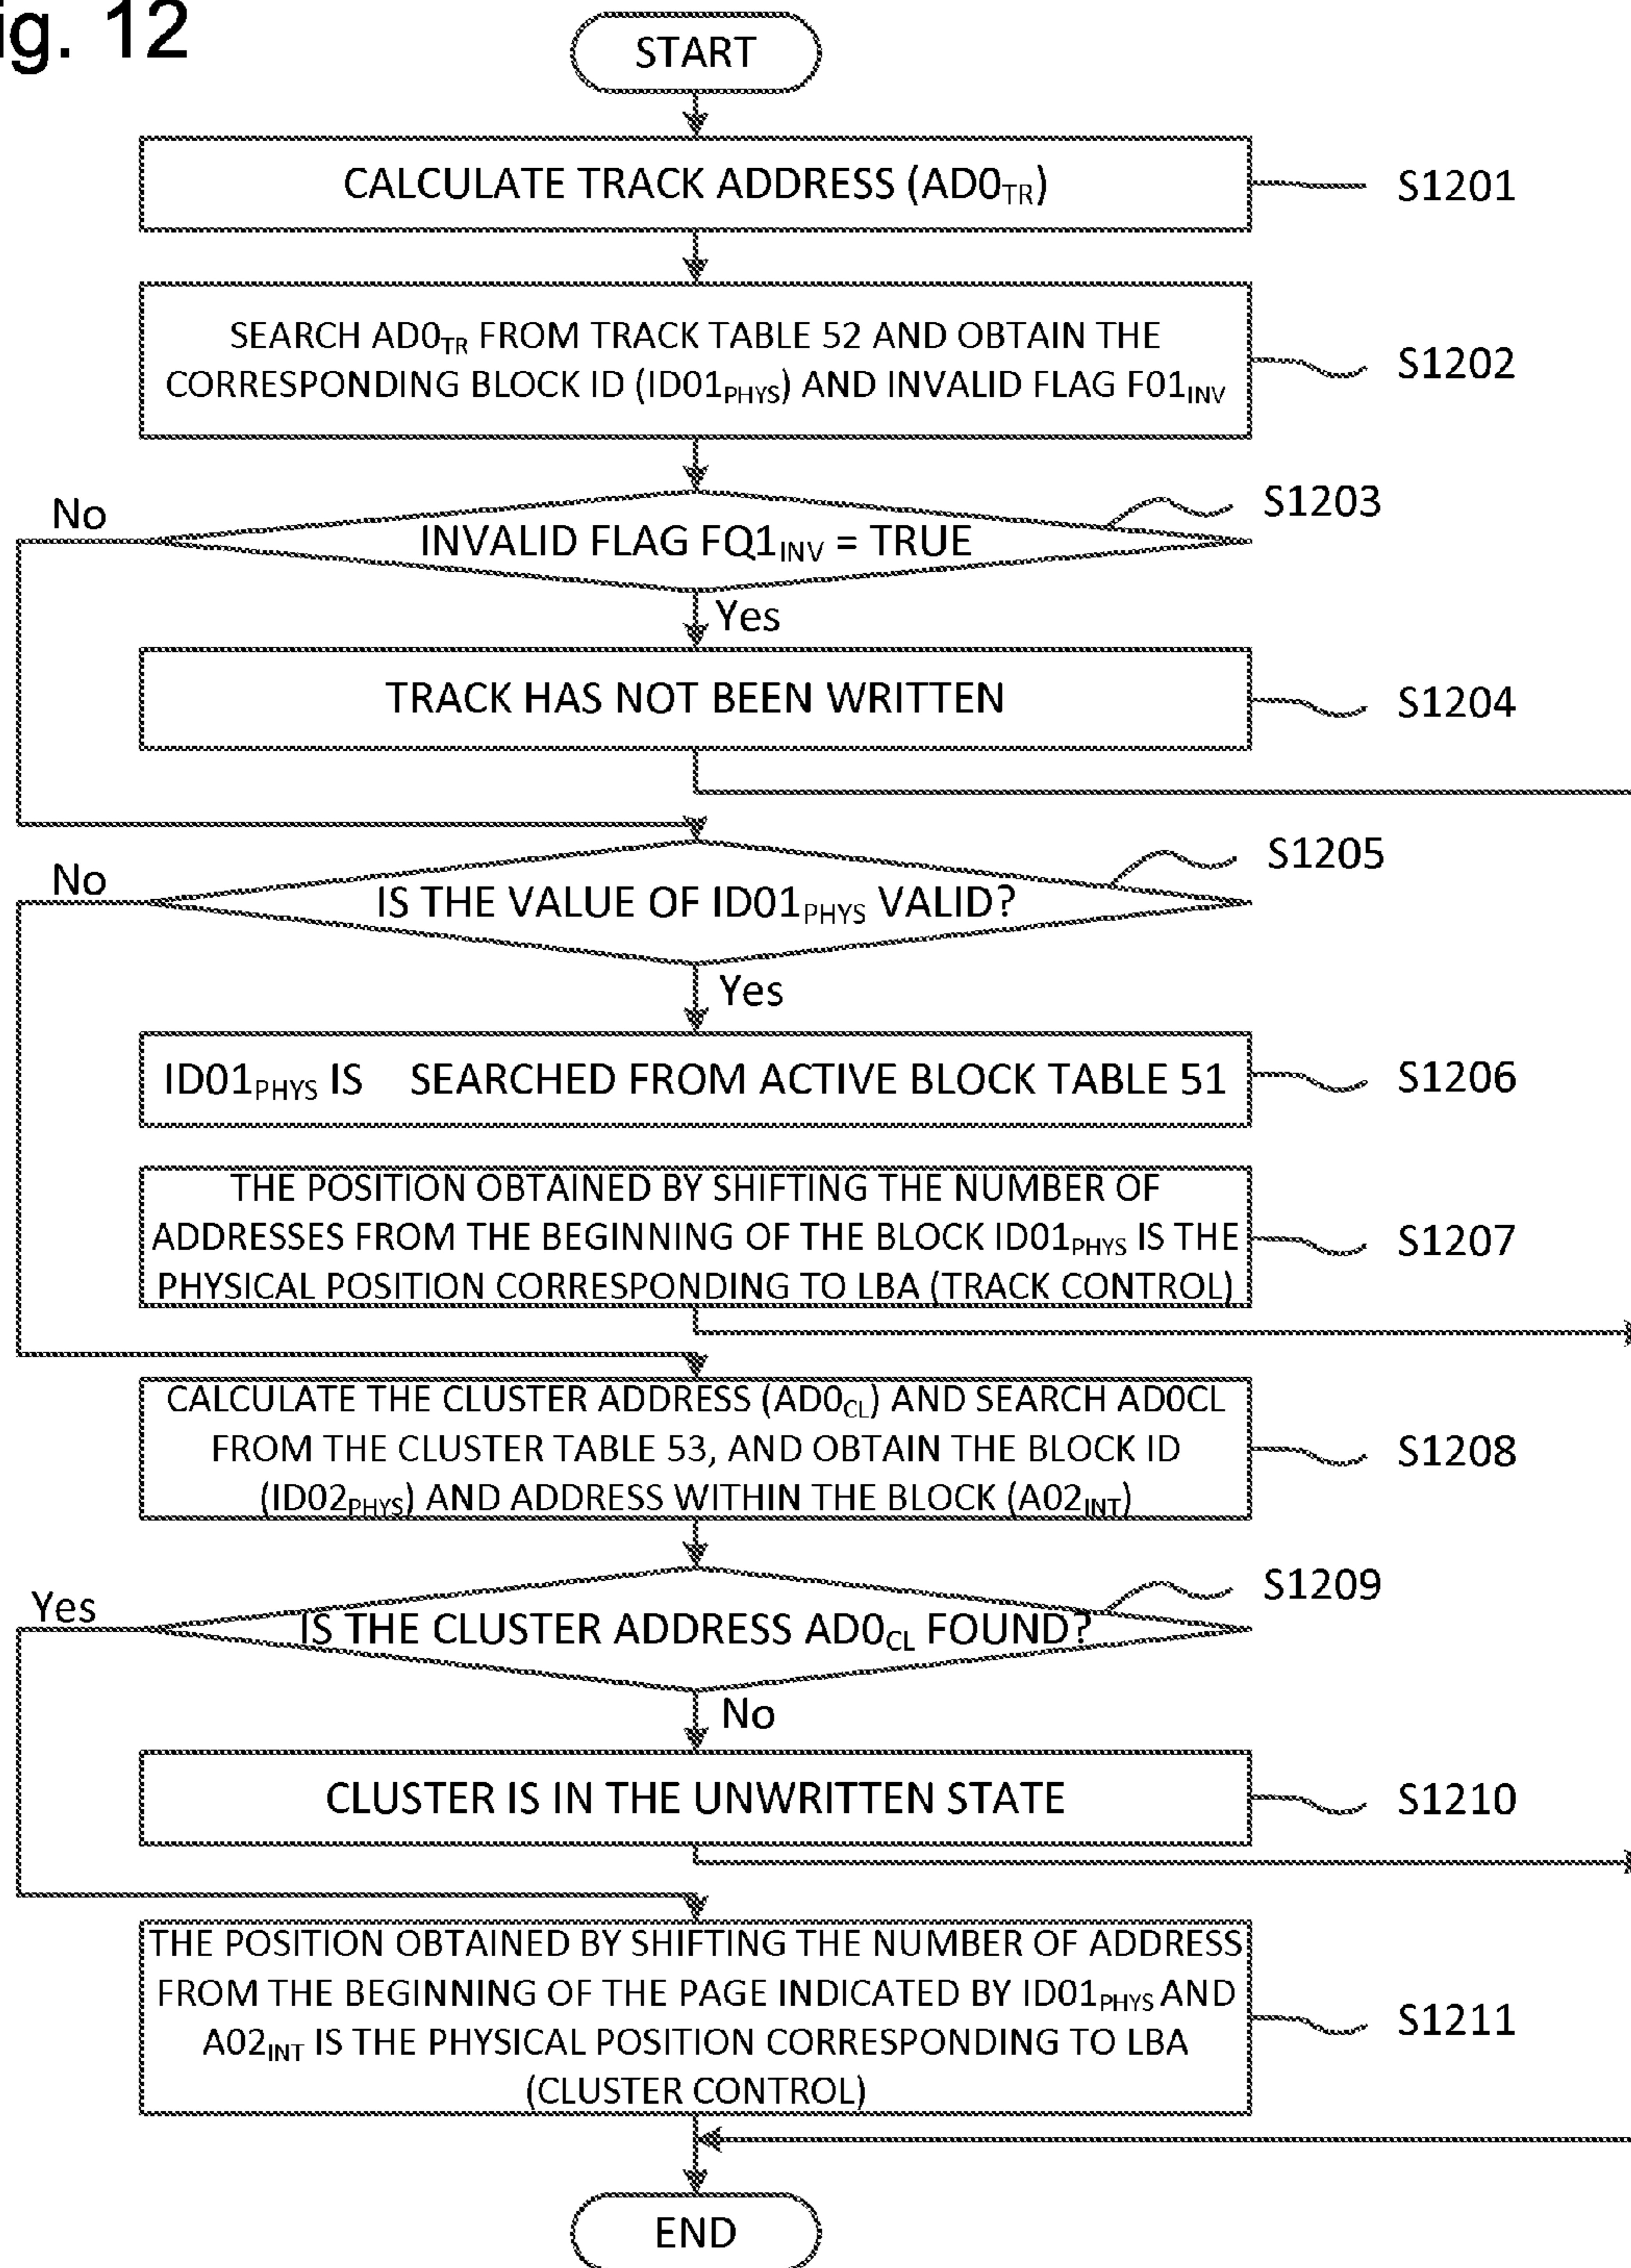 ig. 12
START
CALCULATE TRACK ADDRESS (AD0TR)
S1201
SEARCH AD0TR FROM TRACK TABLE 52 AND OBTAIN THE
CORRESPONDING BLOCK ID (ID01PHYS) AND INVALID FLAG F01INV
S1202
No
INVALID FLAG FQ1INV = TRUE
S1203
Yes
TRACK HAS NOT BEEN WRITTEN
S1204
No
IS THE VALUE OF ID01PHYS VALID?
S1205
Yes
ID01PHYS IS SEARCHED FROM ACTIVE BLOCK TABLE 51
S1206
THE POSITION OBTAINED BY SHIFTING THE NUMBER OF
ADDRESSES FROM THE BEGINNING OF THE BLOCK ID01PHYS IS THE
PHYSICAL POSITION CORRESPONDING TO LBA (TRACK CONTROL)
S1207
CALCULATE THE CLUSTER ADDRESS (AD0CL) AND SEARCH AD0CL
FROM THE CLUSTER TABLE 53, AND OBTAIN THE BLOCK ID
(ID02PHYS) AND ADDRESS WITHIN THE BLOCK (A02INT)
S1208
Yes
IS THE CLUSTER ADDRESS AD0CL FOUND?
S1209
No
CLUSTER IS IN THE UNWRITTEN STATE
S1210
THE POSITION OBTAINED BY SHIFTING THE NUMBER OF ADDRESS
FROM THE BEGINNING OF THE PAGE INDICATED BY ID01PHYS AND
A02INT IS THE PHYSICAL POSITION CORRESPONDING TO LBA
(CLUSTER CONTROL)
S1211
END